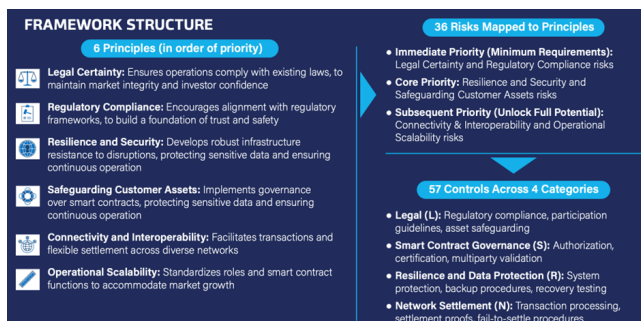 FRAMEWORK STRUCTURE
6 Principles (in order of priority)
Legal Certainty: Ensures operations comply with existing laws, to
maintain market integrity and investor confidence
Regulatory Compliance: Encourages alignment with regulatory
frameworks, to build a foundation of trust and safety
Resilience and Security: Develops robust infrastructure
resistance to disruptions, protecting sensitive data and ensuring
continuous operation
Safeguarding Customer Assets: Implements governance
over smart contracts, protecting sensitive data and ensuring
continuous operation
Connectivity and Interoperability: Facilitates transactions and
flexible settlement across diverse networks
Operational Scalability: Standardizes roles and smart contract
functions to accommodate market growth
36 Risks Mapped to Principles
• Immediate Priority (Minimum Requirements):
Legal Certainty and Regulatory Compliance risks
• Core Priority: Resilience and Security and
Safeguarding Customer Assets risks
• Subsequent Priority (Unlock Full Potential):
Connectivity & Interoperability and Operational
Scalability risks
57 Controls Across 4 Categories
• Legal (L): Regulatory compliance, participation
guidelines, asset safeguarding
• Smart Contract Governance (S): Authorization,
certification, multiparty validation
• Resilience and Data Protection (R): System
protection, backup procedures, recovery testing
• Network Settlement (N): Transaction processing,
settlement proofs, fail-to-settle procedures